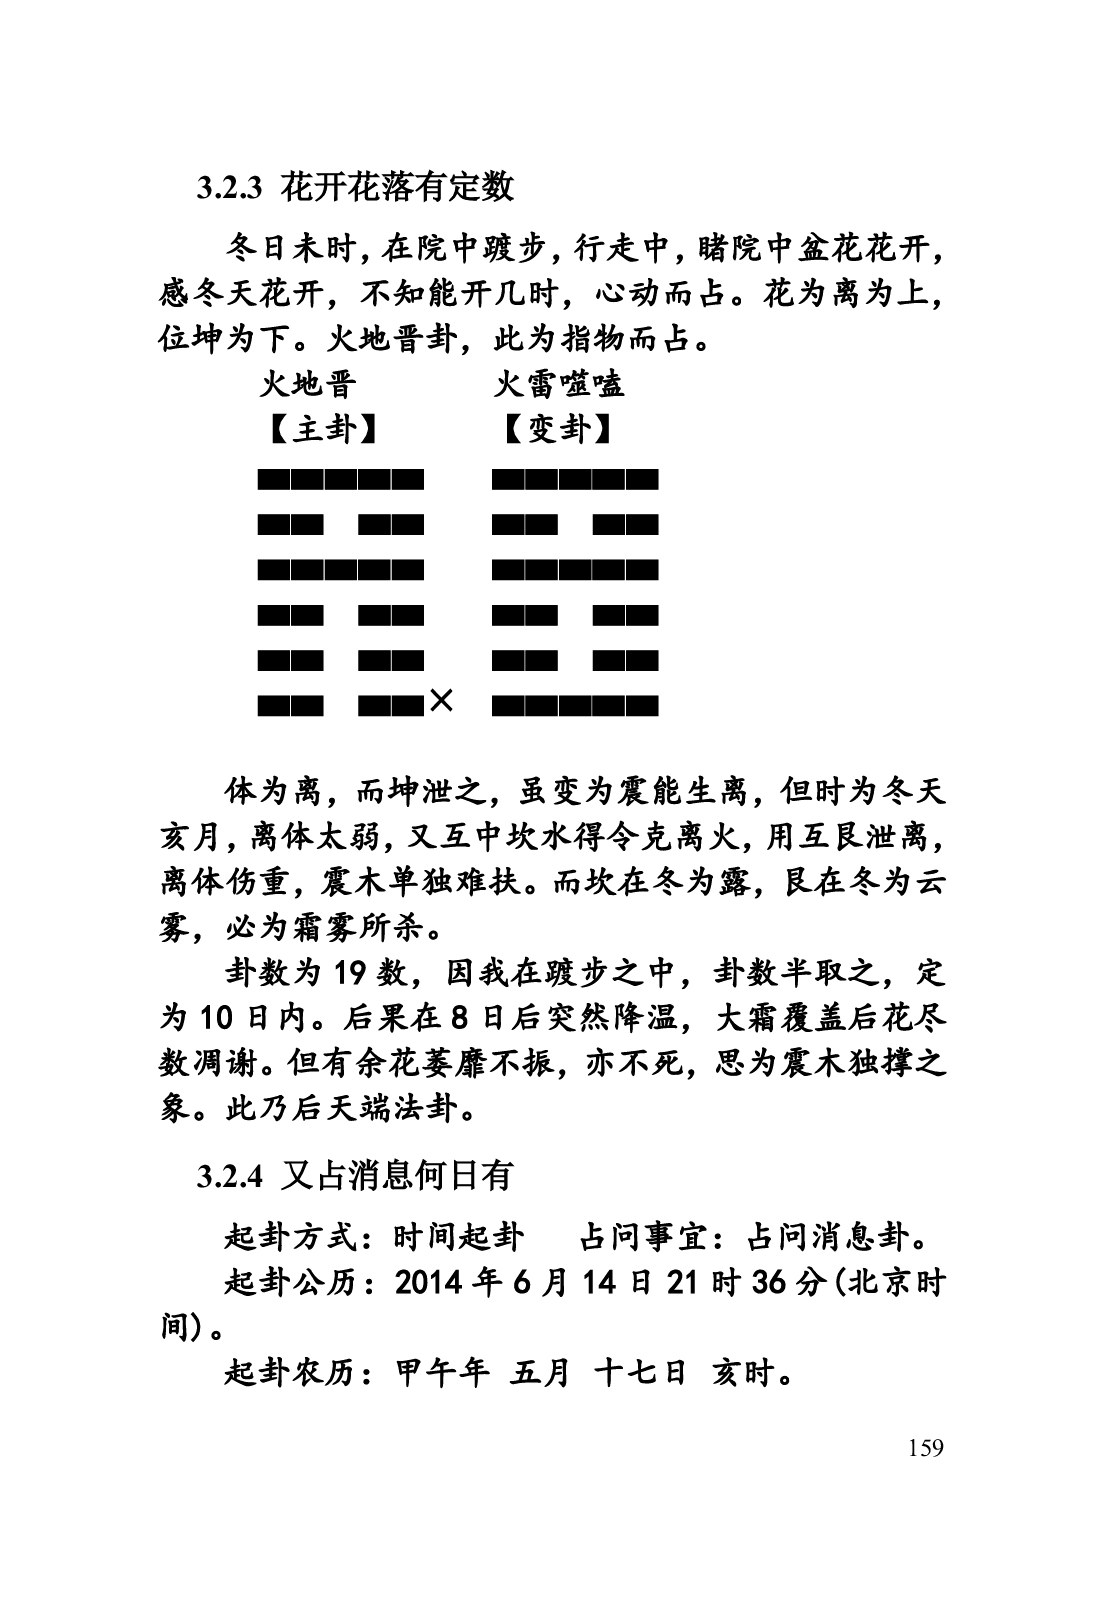 3.2.3 花开花落有定数
冬日未时，在院中踱步，行走中，睹院中盆花花开，
感冬天花开，不知能开几时，心动而占。花为离为上，
位坤为下。火地晋卦，此为指物而占。
火地晋 火雷噬嗑
【主卦】 【变卦】
×
体为离，而坤泄之，虽变为震能生离，但时为冬天
亥月，离体太弱，又互中坎水得令克离火，用互艮泄离，
离体伤重，震木单独难扶。而坎在冬为露，艮在冬为云
雾，必为霜雾所杀。
卦数为 19 数，因我在踱步之中，卦数半取之，定
为 10 日内。后果在 8 日后突然降温，大霜覆盖后花尽
数凋谢。但有余花萎靡不振，亦不死，思为震木独撑之
象。此乃后天端法卦。
3.2.4 又占消息何日有
起卦方式：时间起卦 占问事宜：占问消息卦。
起卦公历：2014 年 6 月 14 日 21 时 36 分(北京时
间)。
起卦农历：甲午年 五月 十七日 亥时。
159